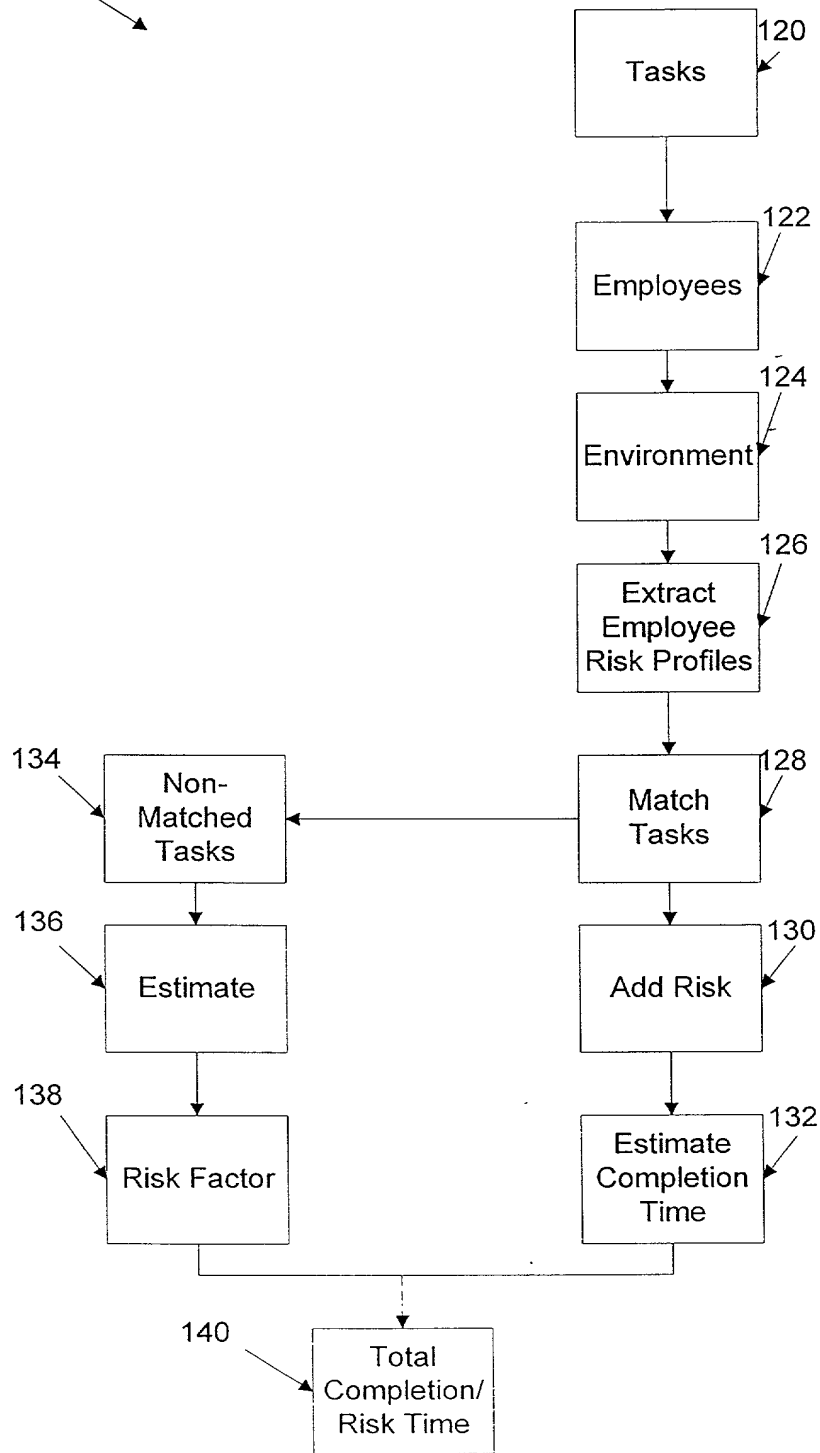 120
Tasks
122
Employees
124
Environment
126
Extract
Employee
Risk Profiles
134
Non-
Matched
Tasks
128
Match
Tasks
136
Estimate
130
Add Risk
138
Risk Factor
132
Estimate
Completion
Time
140
Total
Completion/
Risk Time